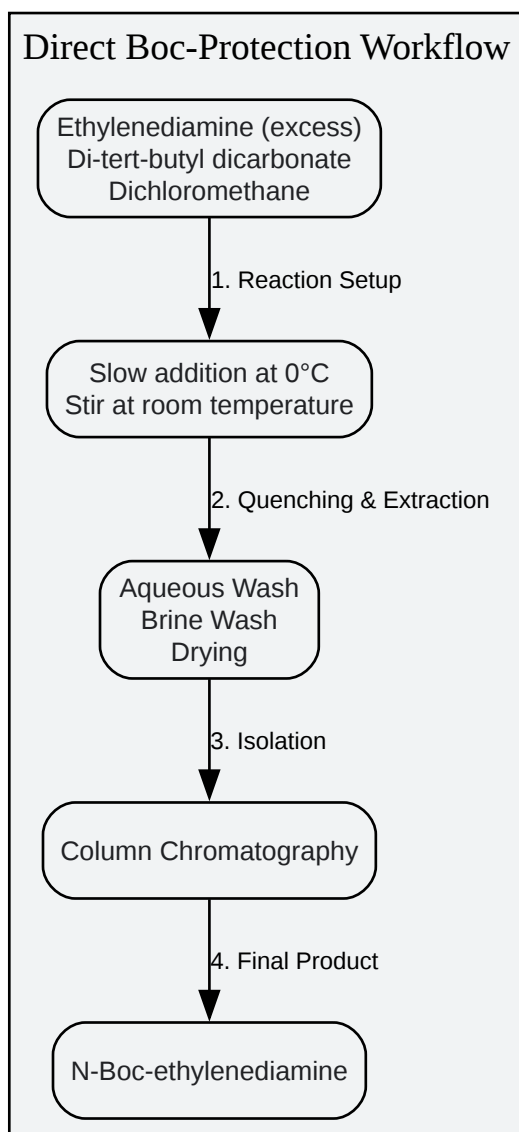 Direct Boc-Protection Workflow
Ethylenediamine (excess)
Di-tert-butyl dicarbonate
Dichloromethane
1. Reaction Setup
Slow addition at 0°C
Stir at room temperature
2. Quenching & Extraction
Aqueous Wash
Brine Wash
Drying
3. Isolation
Column Chromatography
4. Final Product
N-Boc-ethylenediamine